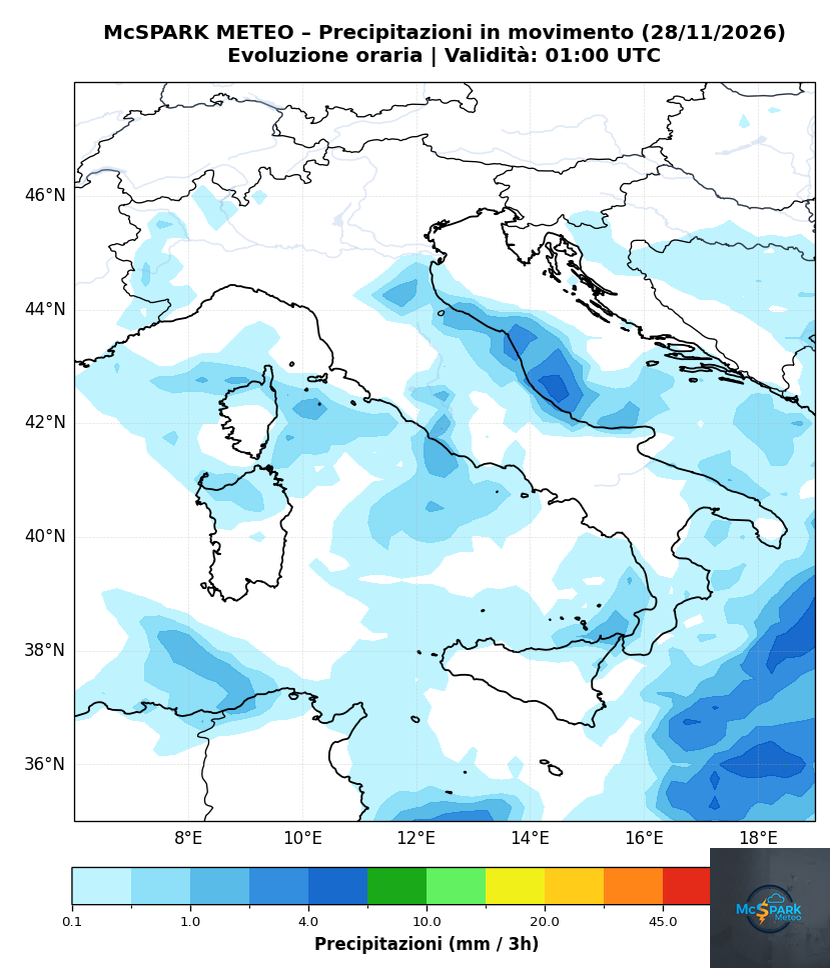 McSPARK METEO – Precipitazioni in movimento (28/11/2026)
Evoluzione oraria | Validità: 01:00 UTC
46°N
44°N
42°N
40°N
38°N
36°N
8°E 10°E 12°E 14°E 16°E 18°E
0.1 1.0 4.0 10.0 20.0 45.0
Precipitazioni (mm / 3h)
McSPARK
Meteo